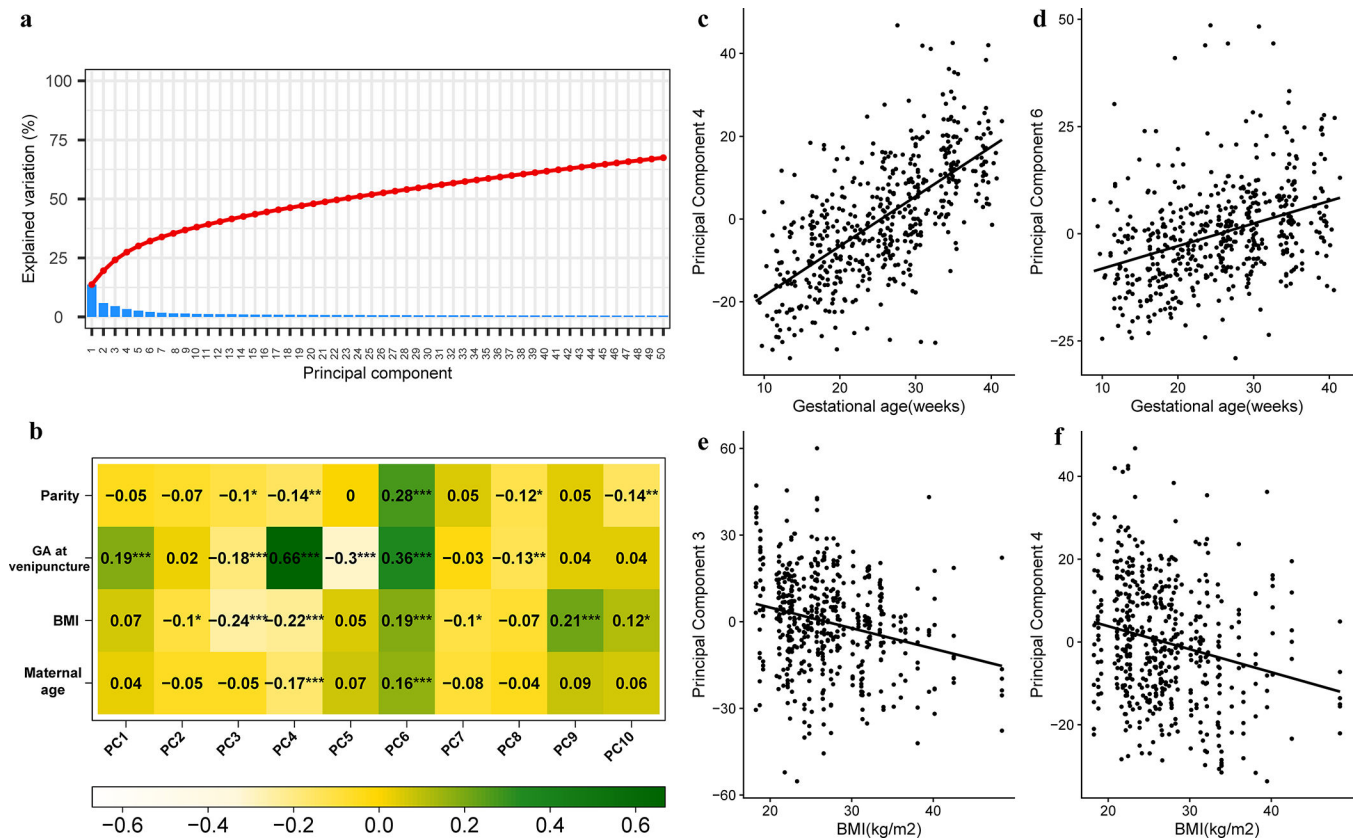 a
Explained variation (%)
100
75
50
25
0
1 2 3 4 5 6 7 8 9 10 11 12 13 14 15 16 17 18 19 20 21 22 23 24 25 26 27 28 29 30 31 32 33 34 35 36 37 38 39 40 41 42 43 44 45 46 47 48 49 50
Principal component
b
Parity −0.05 −0.07 −0.1* −0.14** 0 0.28*** 0.05 −0.12* 0.05 −0.14**
GA at
venipuncture 0.19*** 0.02 −0.18*** 0.66*** −0.3*** 0.36*** −0.03 −0.13** 0.04 0.04
BMI 0.07 −0.1* −0.24*** −0.22*** 0.05 0.19*** −0.1* −0.07 0.21*** 0.12*
Maternal
age 0.04 −0.05 −0.05 −0.17*** 0.07 0.16*** −0.08 −0.04 0.09 0.06
PC1 PC2 PC3 PC4 PC5 PC6 PC7 PC8 PC9 PC10
−0.6 −0.4 −0.2 0.0 0.2 0.4 0.6
c
Principal Component 4
40
20
0
−20
10 20 30 40
Gestational age(weeks)
d
Principal Component 6
50
25
0
−25
10 20 30 40
Gestational age(weeks)
e
Principal Component 3
60
30
0
−30
−60
20 30 40
BMI(kg/m2)
f
Principal Component 4
40
20
0
−20
20 30 40
BMI(kg/m2)